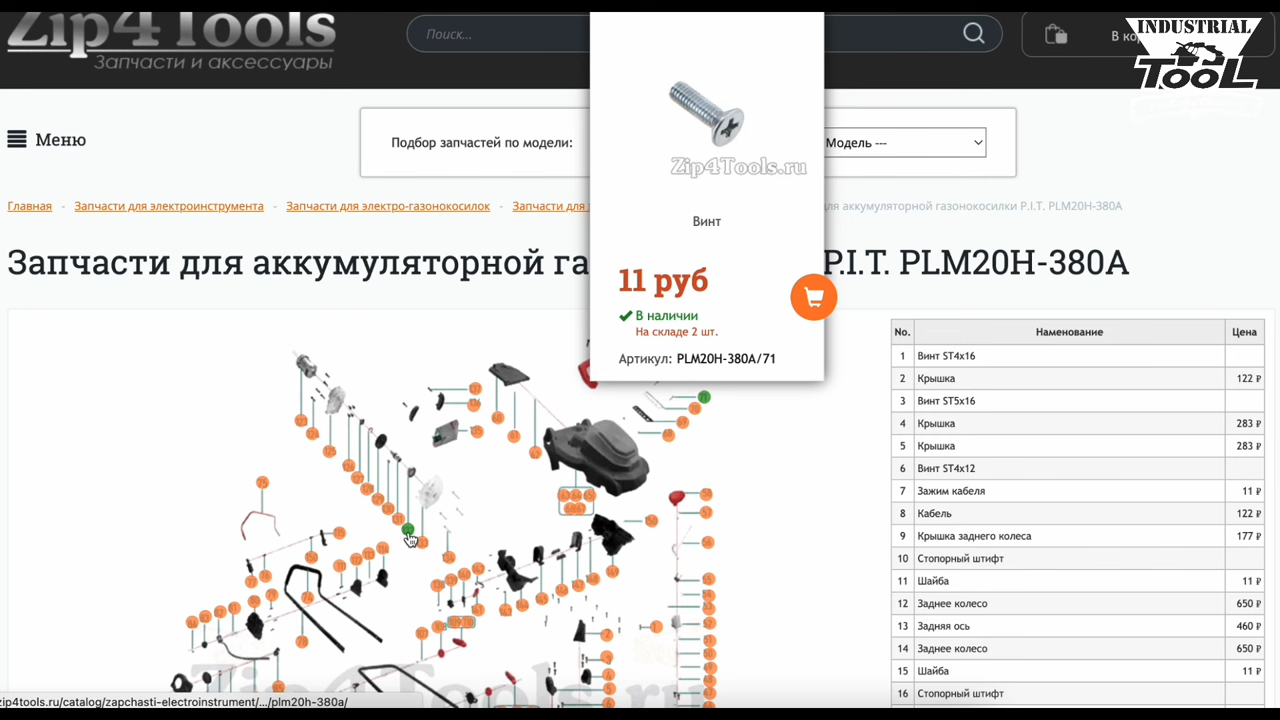 Zip4Tools
Запчасти и аксессуары
Поиск...
В кор
INDUSTRIAL
TOOL
Меню
Подбор запчастей по модели:
Модель ---
Zip4Tools.ru
Главная - Запчасти для электроинструмента - Запчасти для электро-газонокосилок - Запчасти для
для аккумуляторной газонокосилки P.I.T. PLM20H-380A
Винт
Запчасти для аккумуляторной га P.I.T. PLM20H-380A
11 руб
В наличии
На складе 2 шт.
Артикул: PLM20H-380A/71
No. Наименование Цена
1 Винт ST4x16
2 Крышка 122 ₽
3 Винт ST5x16
4 Крышка 283 ₽
5 Крышка 283 ₽
6 Винт ST4x12
7 Зажим кабеля 11 ₽
8 Кабель 122 ₽
9 Крышка заднего колеса 177 ₽
10 Стопорный штифт
11 Шайба 11 ₽
12 Заднее колесо 650 ₽
13 Задняя ось 460 ₽
14 Заднее колесо 650 ₽
15 Шайба 11 ₽
16 Стопорный штифт
Zip4Tools.ru
zip4tools.ru/catalog/zapchasti-electroinstrument/.../plm20h-380a/